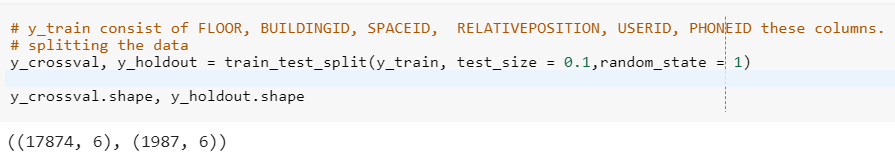 # y_train consist of FLOOR, BUILDINGID, SPACEID,  RELATIVEPOSITION, USERID, PHONEID these columns.
# splitting the data
y_crossval, y_holdout = train_test_split(y_train, test_size = 0.1,random_state = 1)
y_crossval.shape, y_holdout.shape
((17874, 6), (1987, 6))